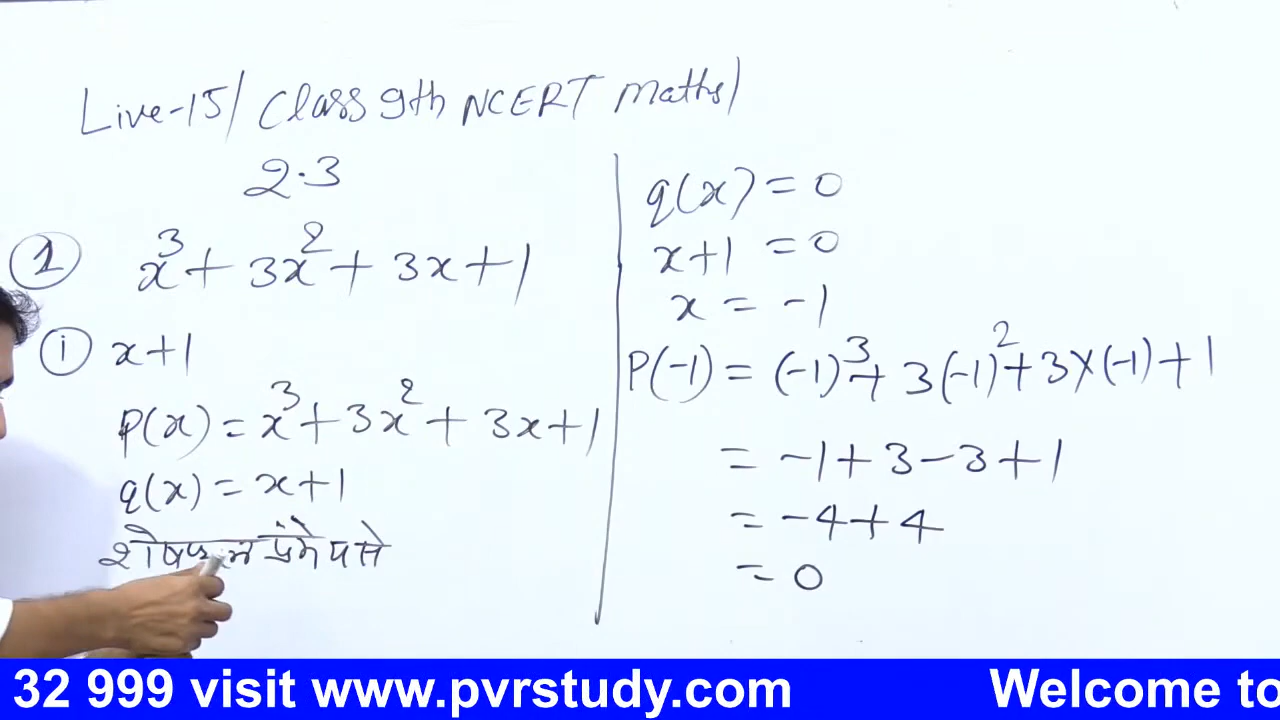 Live-15/ Class 9th NCERT maths/
2.3
① x³ + 3x² + 3x + 1
ⓘ x+1
P(x) = x³ + 3x² + 3x + 1
q(x) = x+1
शेषफल प्रमेय से
q(x) = 0
x+1 = 0
x = -1
P(-1) = (-1)³ + 3(-1)² + 3×(-1) + 1
= -1 + 3 - 3 + 1
= -4 + 4
= 0
32 999 visit www.pvrstudy.com Welcome to